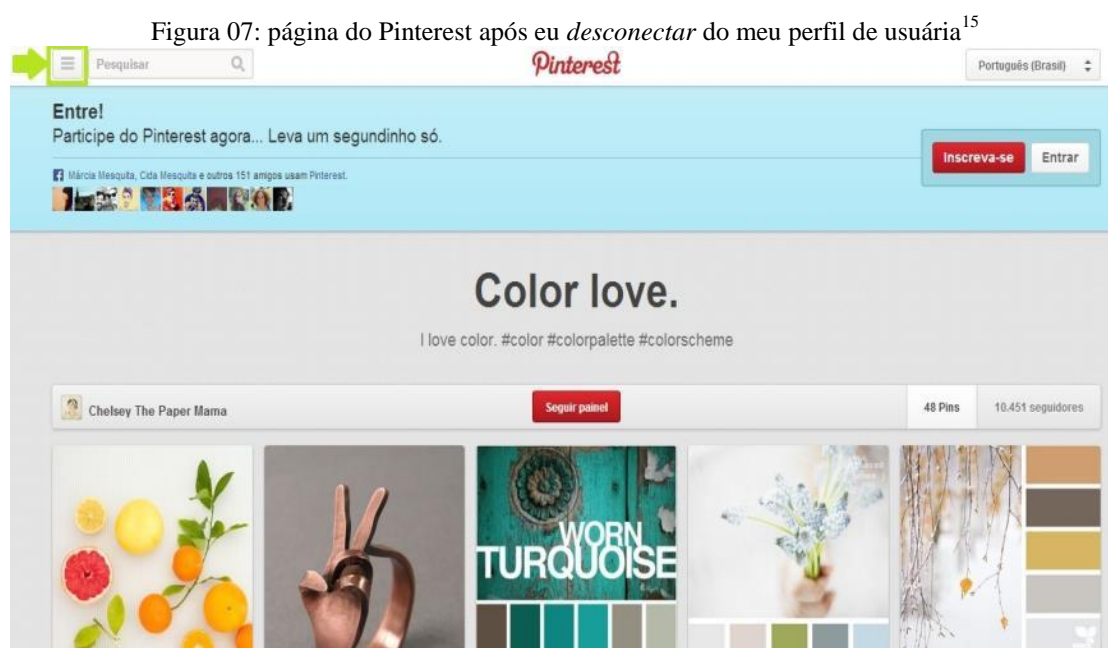 Figura 07: página do Pinterest após eu desconectar do meu perfil de usuária15
Pesquisar
Pinterest
Português (Brasil)
Entre!
Participe do Pinterest agora... Leva um segundinho só.
Inscreva-se
Entrar
Márcia Mesquita, Cida Mesquita e outros 151 amigos usam Pinterest.
Color love.
I love color. #color #colorpalette #colorscheme
Chelsey The Paper Mama
Seguir painel
48 Pins
10.451 seguidores
WORN
TURQUOISE